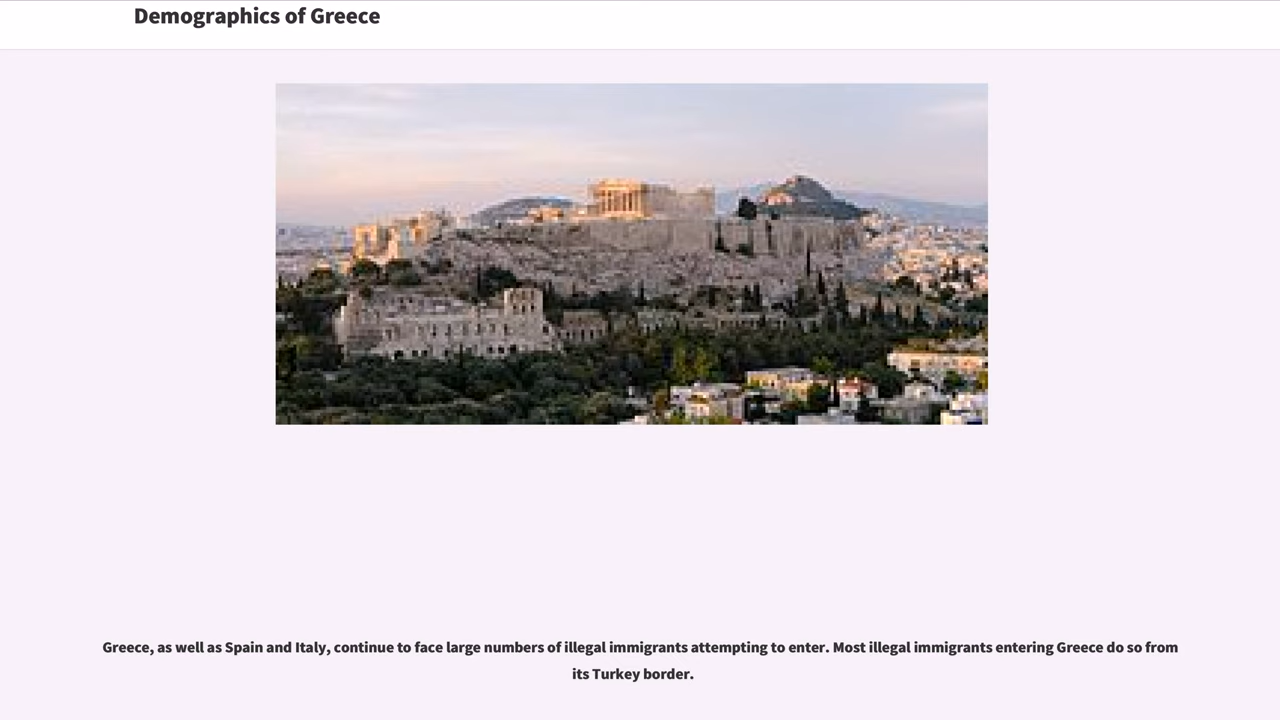 Demographics of Greece
Greece, as well as Spain and Italy, continue to face large numbers of illegal immigrants attempting to enter. Most illegal immigrants entering Greece do so from
its Turkey border.